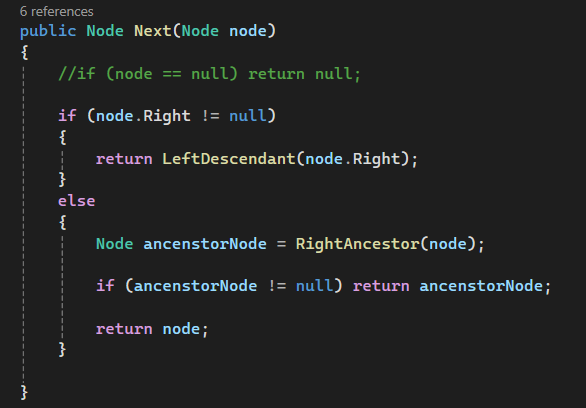 6 references
public Node Next(Node node)
{
//if (node == null) return null;
if (node.Right != null)
{
return LeftDescendant(node.Right);
}
else
{
Node ancenstorNode = RightAncestor(node);
if (ancenstorNode != null) return ancenstorNode;
return node;
}
}